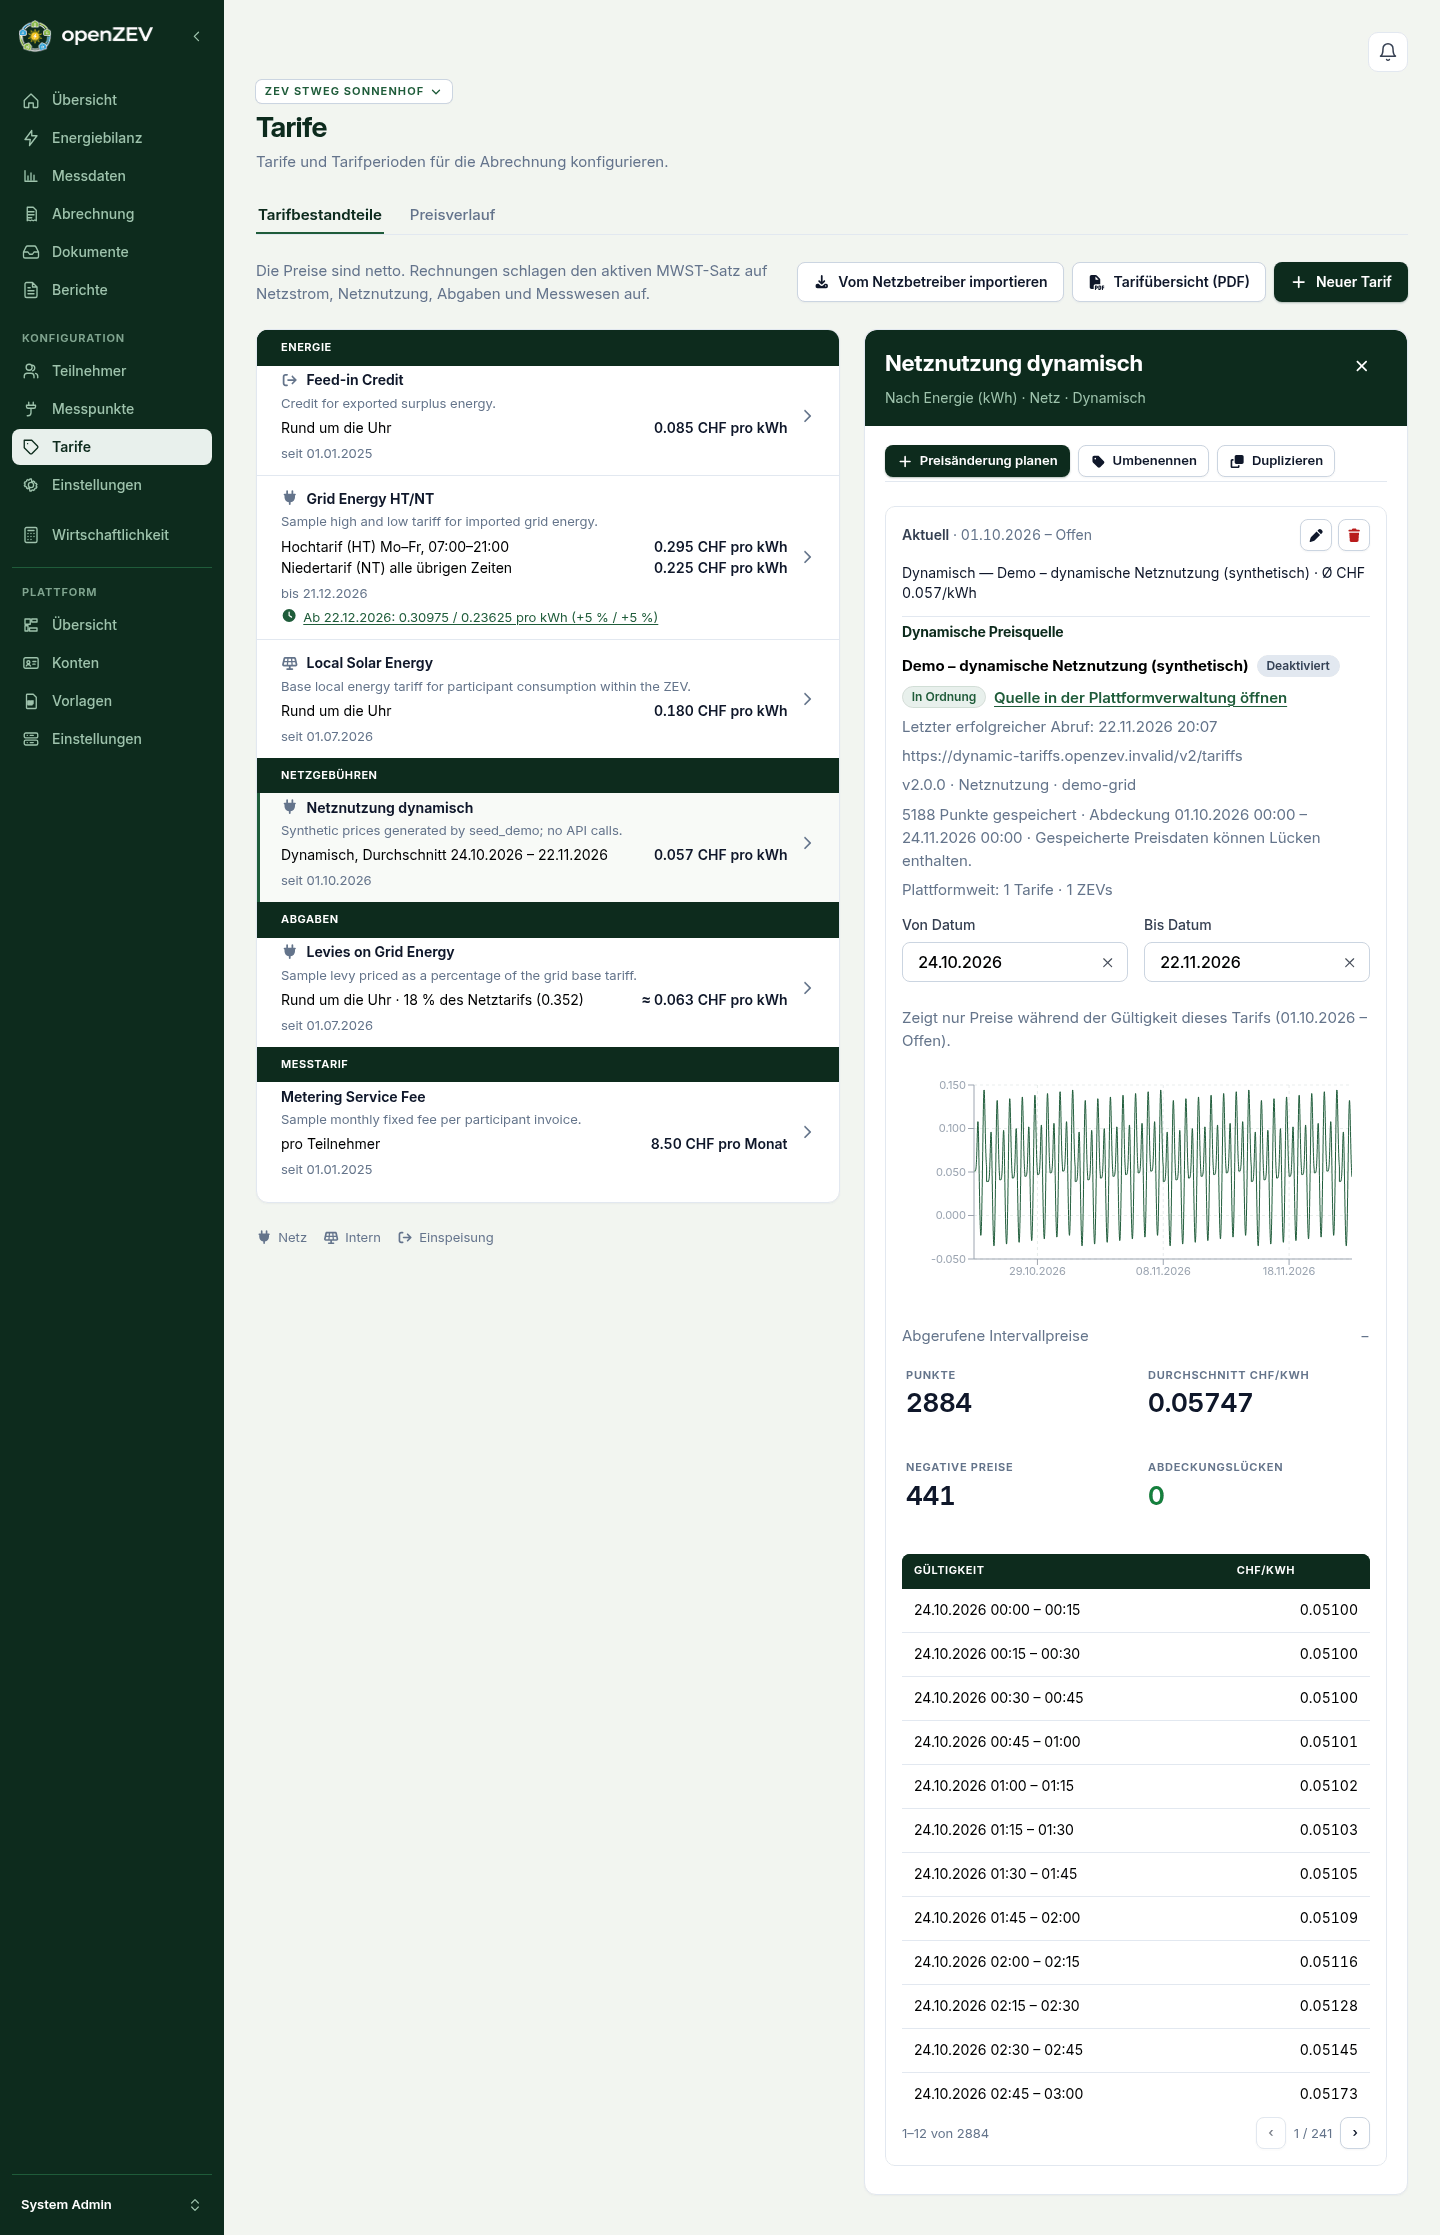 openZEV
Übersicht
Energiebilanz
Messdaten
Abrechnung
Dokumente
Berichte
KONFIGURATION
Teilnehmer
Messpunkte
Tarife
Einstellungen
Wirtschaftlichkeit
PLATTFORM
Übersicht
Konten
Vorlagen
Einstellungen
System Admin
ZEV STWEG SONNENHOF
Tarife
Tarife und Tarifperioden für die Abrechnung konfigurieren.
Tarifbestandteile
Preisverlauf
Die Preise sind netto. Rechnungen schlagen den aktiven MWST-Satz auf
Netzstrom, Netznutzung, Abgaben und Messwesen auf.
Vom Netzbetreiber importieren
Tarifübersicht (PDF)
Neuer Tarif
ENERGIE
Feed-in Credit
Credit for exported surplus energy.
Rund um die Uhr 0.085 CHF pro kWh
seit 01.01.2025
Grid Energy HT/NT
Sample high and low tariff for imported grid energy.
Hochtarif (HT) Mo–Fr, 07:00–21:00 0.295 CHF pro kWh
Niedertarif (NT) alle übrigen Zeiten 0.225 CHF pro kWh
bis 21.12.2026
Ab 22.12.2026: 0.30975 / 0.23625 pro kWh (+5 % / +5 %)
Local Solar Energy
Base local energy tariff for participant consumption within the ZEV.
Rund um die Uhr 0.180 CHF pro kWh
seit 01.07.2026
NETZGEBÜHREN
Netznutzung dynamisch
Synthetic prices generated by seed_demo; no API calls.
Dynamisch, Durchschnitt 24.10.2026 – 22.11.2026 0.057 CHF pro kWh
seit 01.10.2026
ABGABEN
Levies on Grid Energy
Sample levy priced as a percentage of the grid base tariff.
Rund um die Uhr · 18 % des Netztarifs (0.352) ≈ 0.063 CHF pro kWh
seit 01.07.2026
MESSTARIF
Metering Service Fee
Sample monthly fixed fee per participant invoice.
pro Teilnehmer 8.50 CHF pro Monat
seit 01.01.2025
Netz Intern Einspeisung
Netznutzung dynamisch
Nach Energie (kWh) · Netz · Dynamisch
Preisänderung planen
Umbenennen
Duplizieren
Aktuell · 01.10.2026 – Offen
Dynamisch — Demo – dynamische Netznutzung (synthetisch) · Ø CHF
0.057/kWh
Dynamische Preisquelle
Demo – dynamische Netznutzung (synthetisch) Deaktiviert
In Ordnung Quelle in der Plattformverwaltung öffnen
Letzter erfolgreicher Abruf: 22.11.2026 20:07
https://dynamic-tariffs.openzev.invalid/v2/tariffs
v2.0.0 · Netznutzung · demo-grid
5188 Punkte gespeichert · Abdeckung 01.10.2026 00:00 –
24.11.2026 00:00 · Gespeicherte Preisdaten können Lücken
enthalten.
Plattformweit: 1 Tarife · 1 ZEVs
Von Datum Bis Datum
24.10.2026 22.11.2026
Zeigt nur Preise während der Gültigkeit dieses Tarifs (01.10.2026 –
Offen).
0.150
0.100
0.050
0.000
-0.050
29.10.2026 08.11.2026 18.11.2026
Abgerufene Intervallpreise –
PUNKTE DURCHSCHNITT CHF/KWH
2884 0.05747
NEGATIVE PREISE ABDECKUNGSLÜCKEN
441 0
GÜLTIGKEIT CHF/KWH
24.10.2026 00:00 – 00:15 0.05100
24.10.2026 00:15 – 00:30 0.05100
24.10.2026 00:30 – 00:45 0.05100
24.10.2026 00:45 – 01:00 0.05101
24.10.2026 01:00 – 01:15 0.05102
24.10.2026 01:15 – 01:30 0.05103
24.10.2026 01:30 – 01:45 0.05105
24.10.2026 01:45 – 02:00 0.05109
24.10.2026 02:00 – 02:15 0.05116
24.10.2026 02:15 – 02:30 0.05128
24.10.2026 02:30 – 02:45 0.05145
24.10.2026 02:45 – 03:00 0.05173
1–12 von 2884 1 / 241